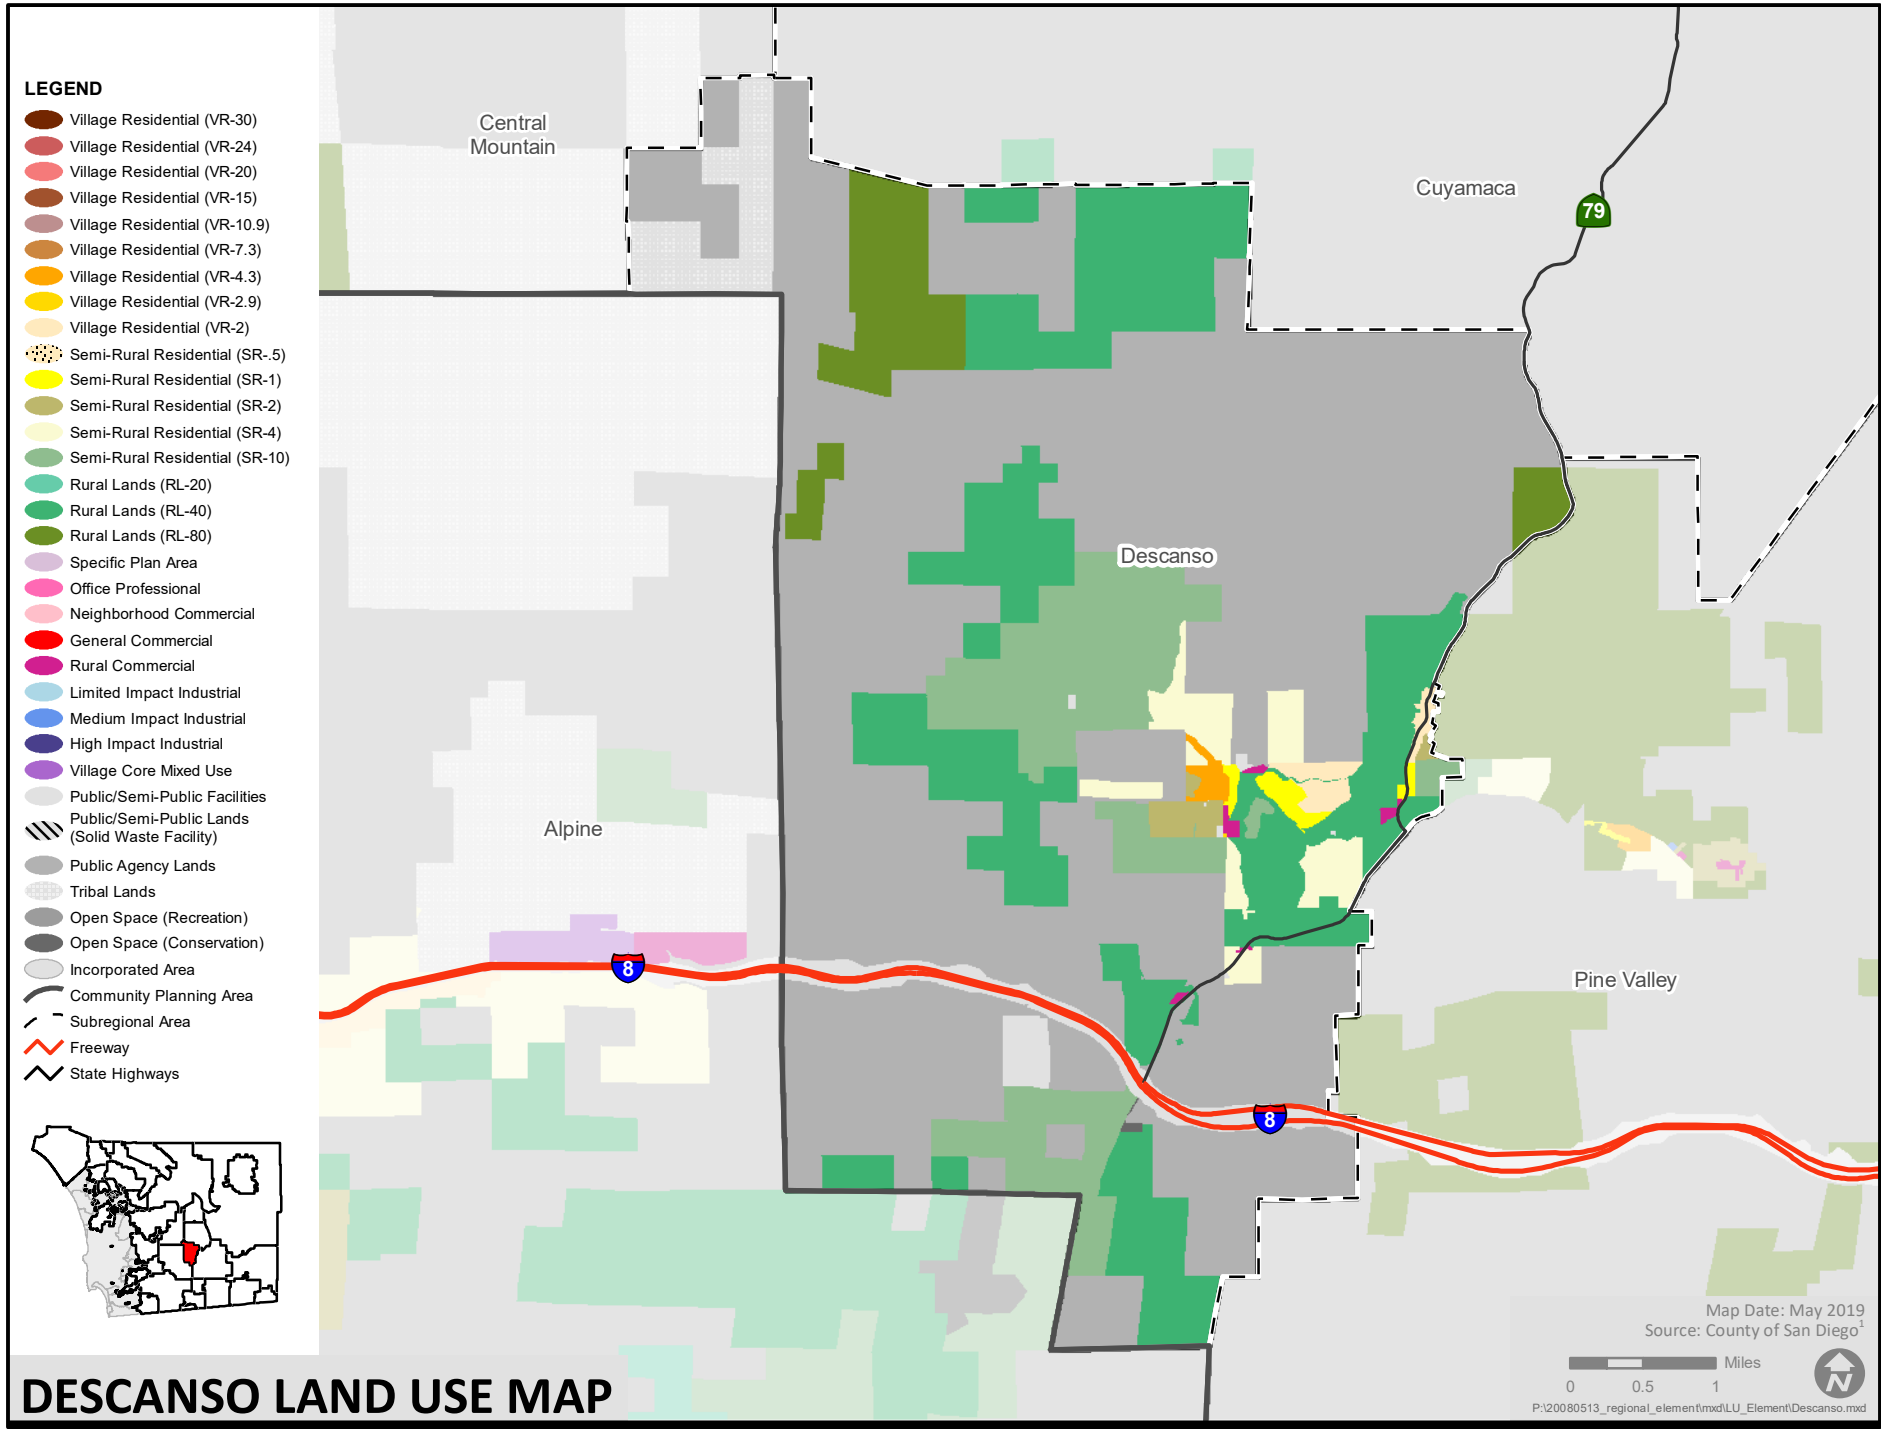 LEGEND
Village Residential (VR-30)
Village Residential (VR-24)
Village Residential (VR-20)
Village Residential (VR-15)
Village Residential (VR-10.9)
Village Residential (VR-7.3)
Village Residential (VR-4.3)
Village Residential (VR-2.9)
Village Residential (VR-2)
Semi-Rural Residential (SR-.5)
Semi-Rural Residential (SR-1)
Semi-Rural Residential (SR-2)
Semi-Rural Residential (SR-4)
Semi-Rural Residential (SR-10)
Rural Lands (RL-20)
Rural Lands (RL-40)
Rural Lands (RL-80)
Specific Plan Area
Office Professional
Neighborhood Commercial
General Commercial
Rural Commercial
Limited Impact Industrial
Medium Impact Industrial
High Impact Industrial
Village Core Mixed Use
Public/Semi-Public Facilities
Public/Semi-Public Lands
(Solid Waste Facility)
Public Agency Lands
Tribal Lands
Open Space (Recreation)
Open Space (Conservation)
Incorporated Area
Community Planning Area
Subregional Area
Freeway
State Highways
Central
Mountain
Cuyamaca
79
Descanso
Alpine
8
Pine Valley
8
Map Date: May 2019
Source: County of San Diego1
Miles
0 0.5 1
N
P:\20080513_regional_element\mxd\LU_Element\Descanso.mxd
DESCANSO LAND USE MAP